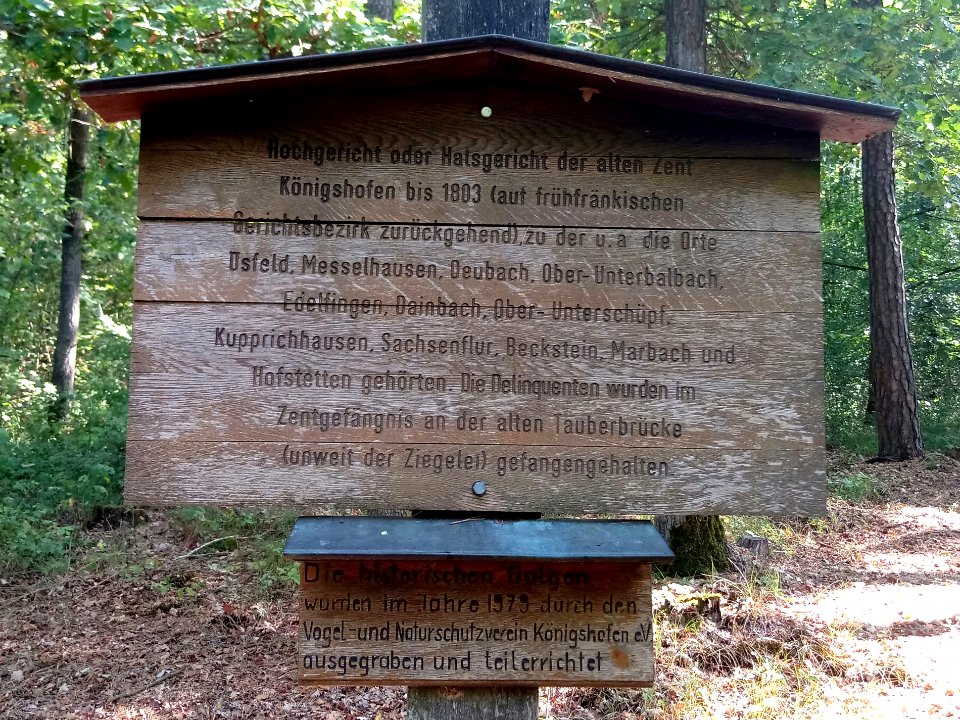 Hochgericht oder Halsgericht der alten Zent
Königshofen bis 1803 (auf frühfränkischen
Gerichtsbezirk zurückgehend), zu der u. a die Orte
Usfeld, Messelhausen, Deubach, Ober-Unterbalbach,
Edelfingen, Dainbach, Ober-Unterschüpf,
Kupprichhausen, Sachsenflur, Beckstein, Marbach und
Hofstetten gehörten. Die Delinquenten wurden im
Zentgefängnis an der alten Tauberbrücke
(unweit der Ziegelei) gefangengehalten.
Die historischen Galgen
wurden im Jahre 1979 durch den
Vogel-und Naturschutzverein Königshofen eV
ausgegraben und teilerrichtet